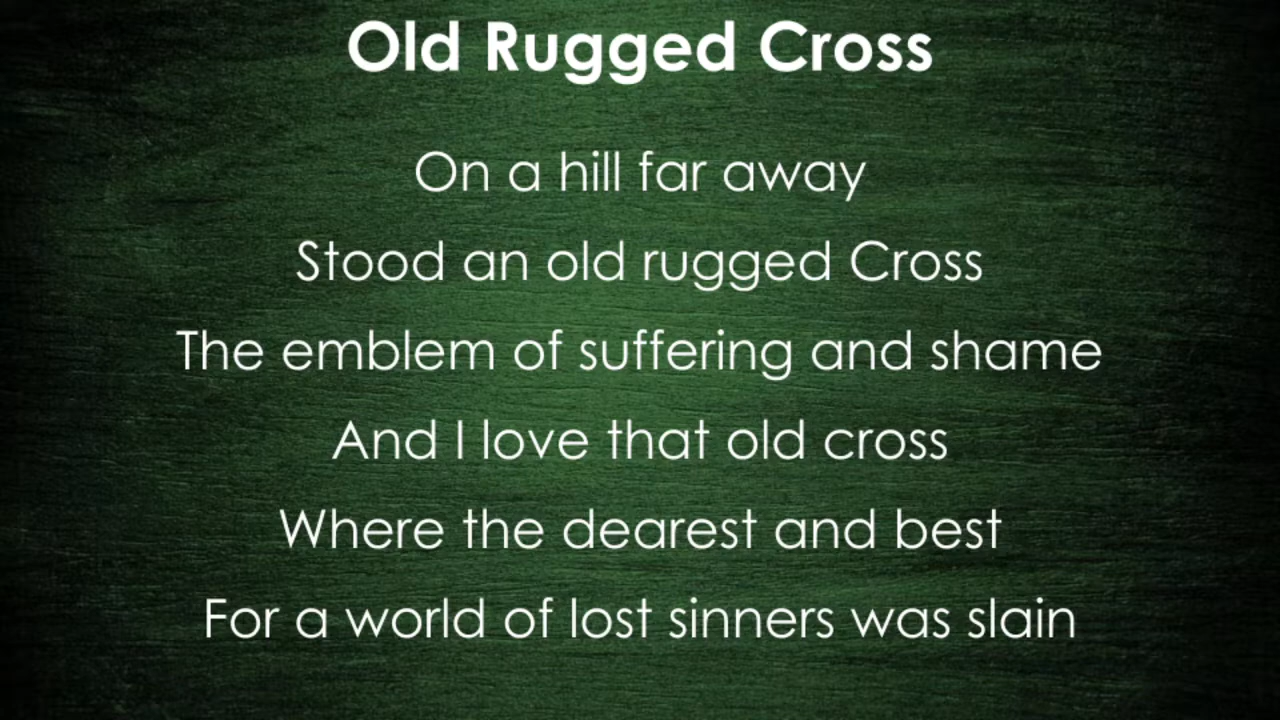 Old Rugged Cross
On a hill far away
Stood an old rugged Cross
The emblem of suffering and shame
And I love that old cross
Where the dearest and best
For a world of lost sinners was slain